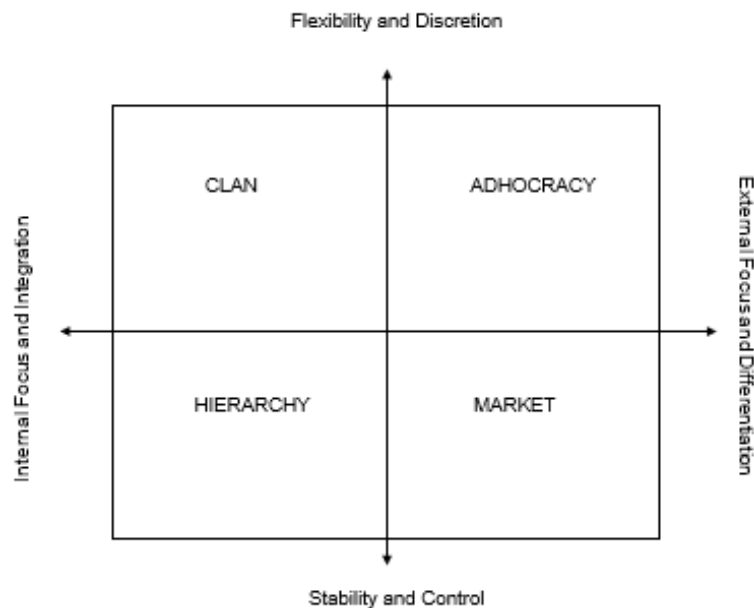 Flexibility and Discretion
CLAN
ADHOCRACY
Internal Focus and Integration
External Focus and Differentiation
HIERARCHY
MARKET
Stability and Control